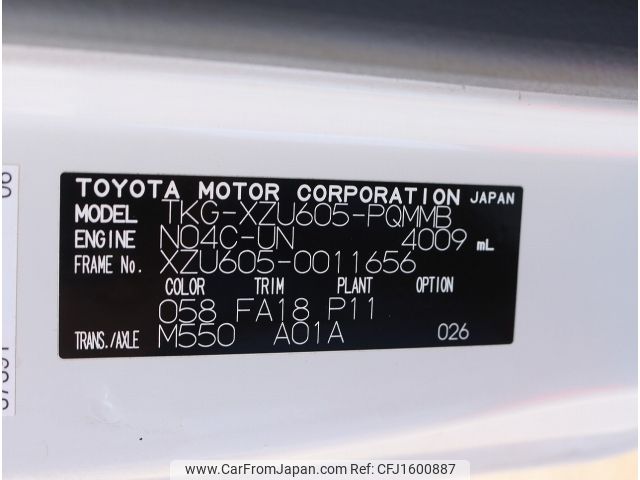 TOYOTA MOTOR CORPORATION JAPAN
MODEL TKG-XZU605-PQMMB
ENGINE N04C-UN 4009 mL
FRAME No. XZU605-0011656
COLOR TRIM PLANT OPTION
058 FA18 P11
TRANS./AXLE M550 A01A 026
www.CarFromJapan.com | REF ID: CFJ1600887